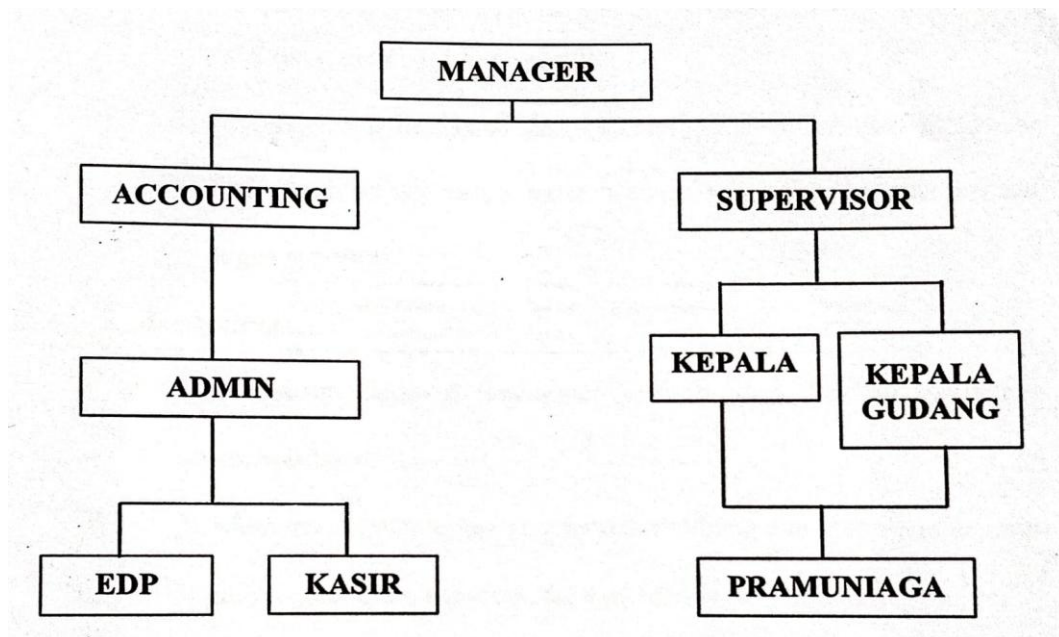 MANAGER
ACCOUNTING
SUPERVISOR
KEPALA
KEPALA
GUDANG
ADMIN
EDP
KASIR
PRAMUNIAGA